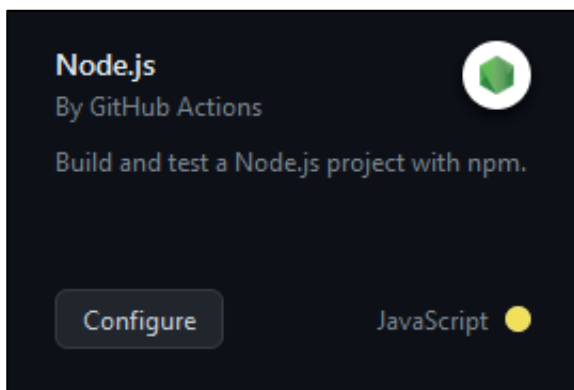 Node.js
By GitHub Actions
Build and test a Node.js project with npm.
Configure
JavaScript